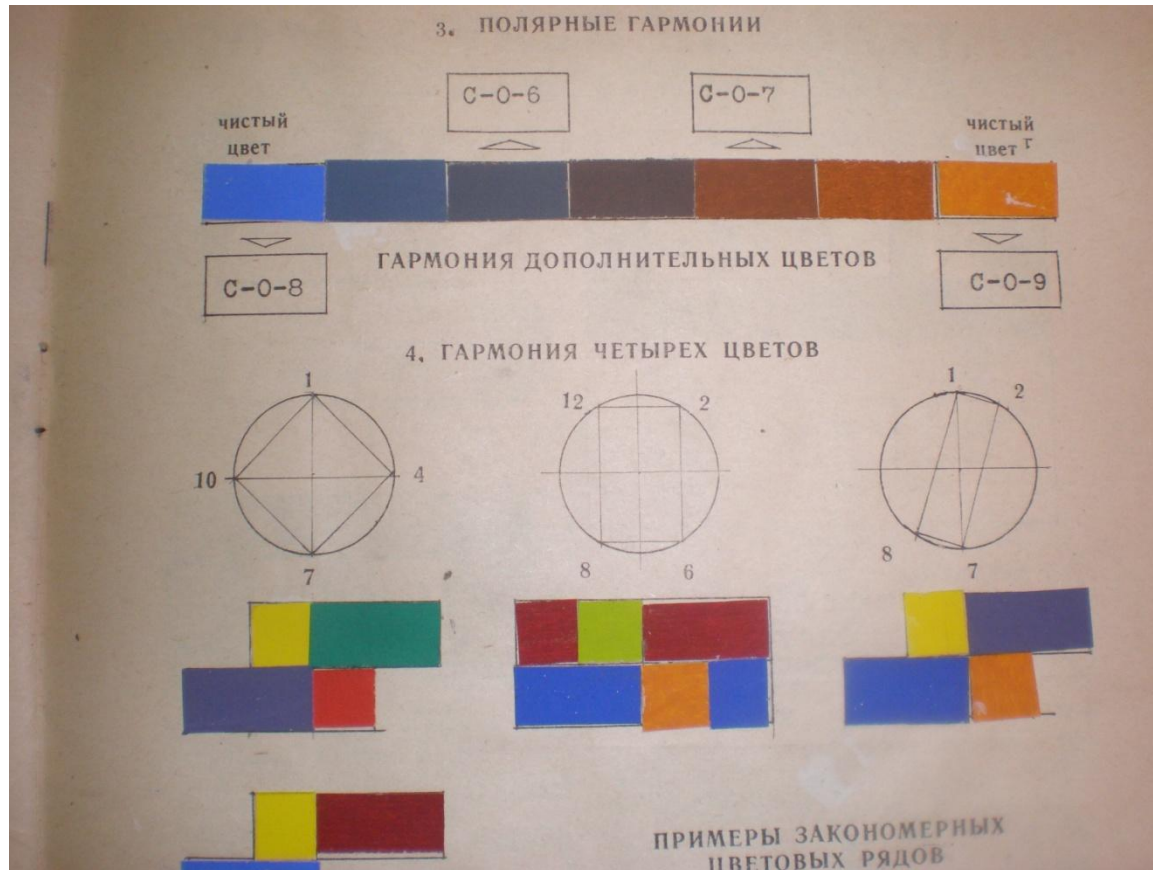 3. ПОЛЯРНЫЕ ГАРМОНИИ
С-О-6
С-О-7
чистый
цвет
чистый
цвет г
ГАРМОНИЯ ДОПОЛНИТЕЛЬНЫХ ЦВЕТОВ
С-О-8
С-О-9
4. ГАРМОНИЯ ЧЕТЫРЕХ ЦВЕТОВ
1
10
4
7
12
2
8
6
1
2
8
7
ПРИМЕРЫ ЗАКОНОМЕРНЫХ
ЦВЕТОВЫХ РЯДОВ